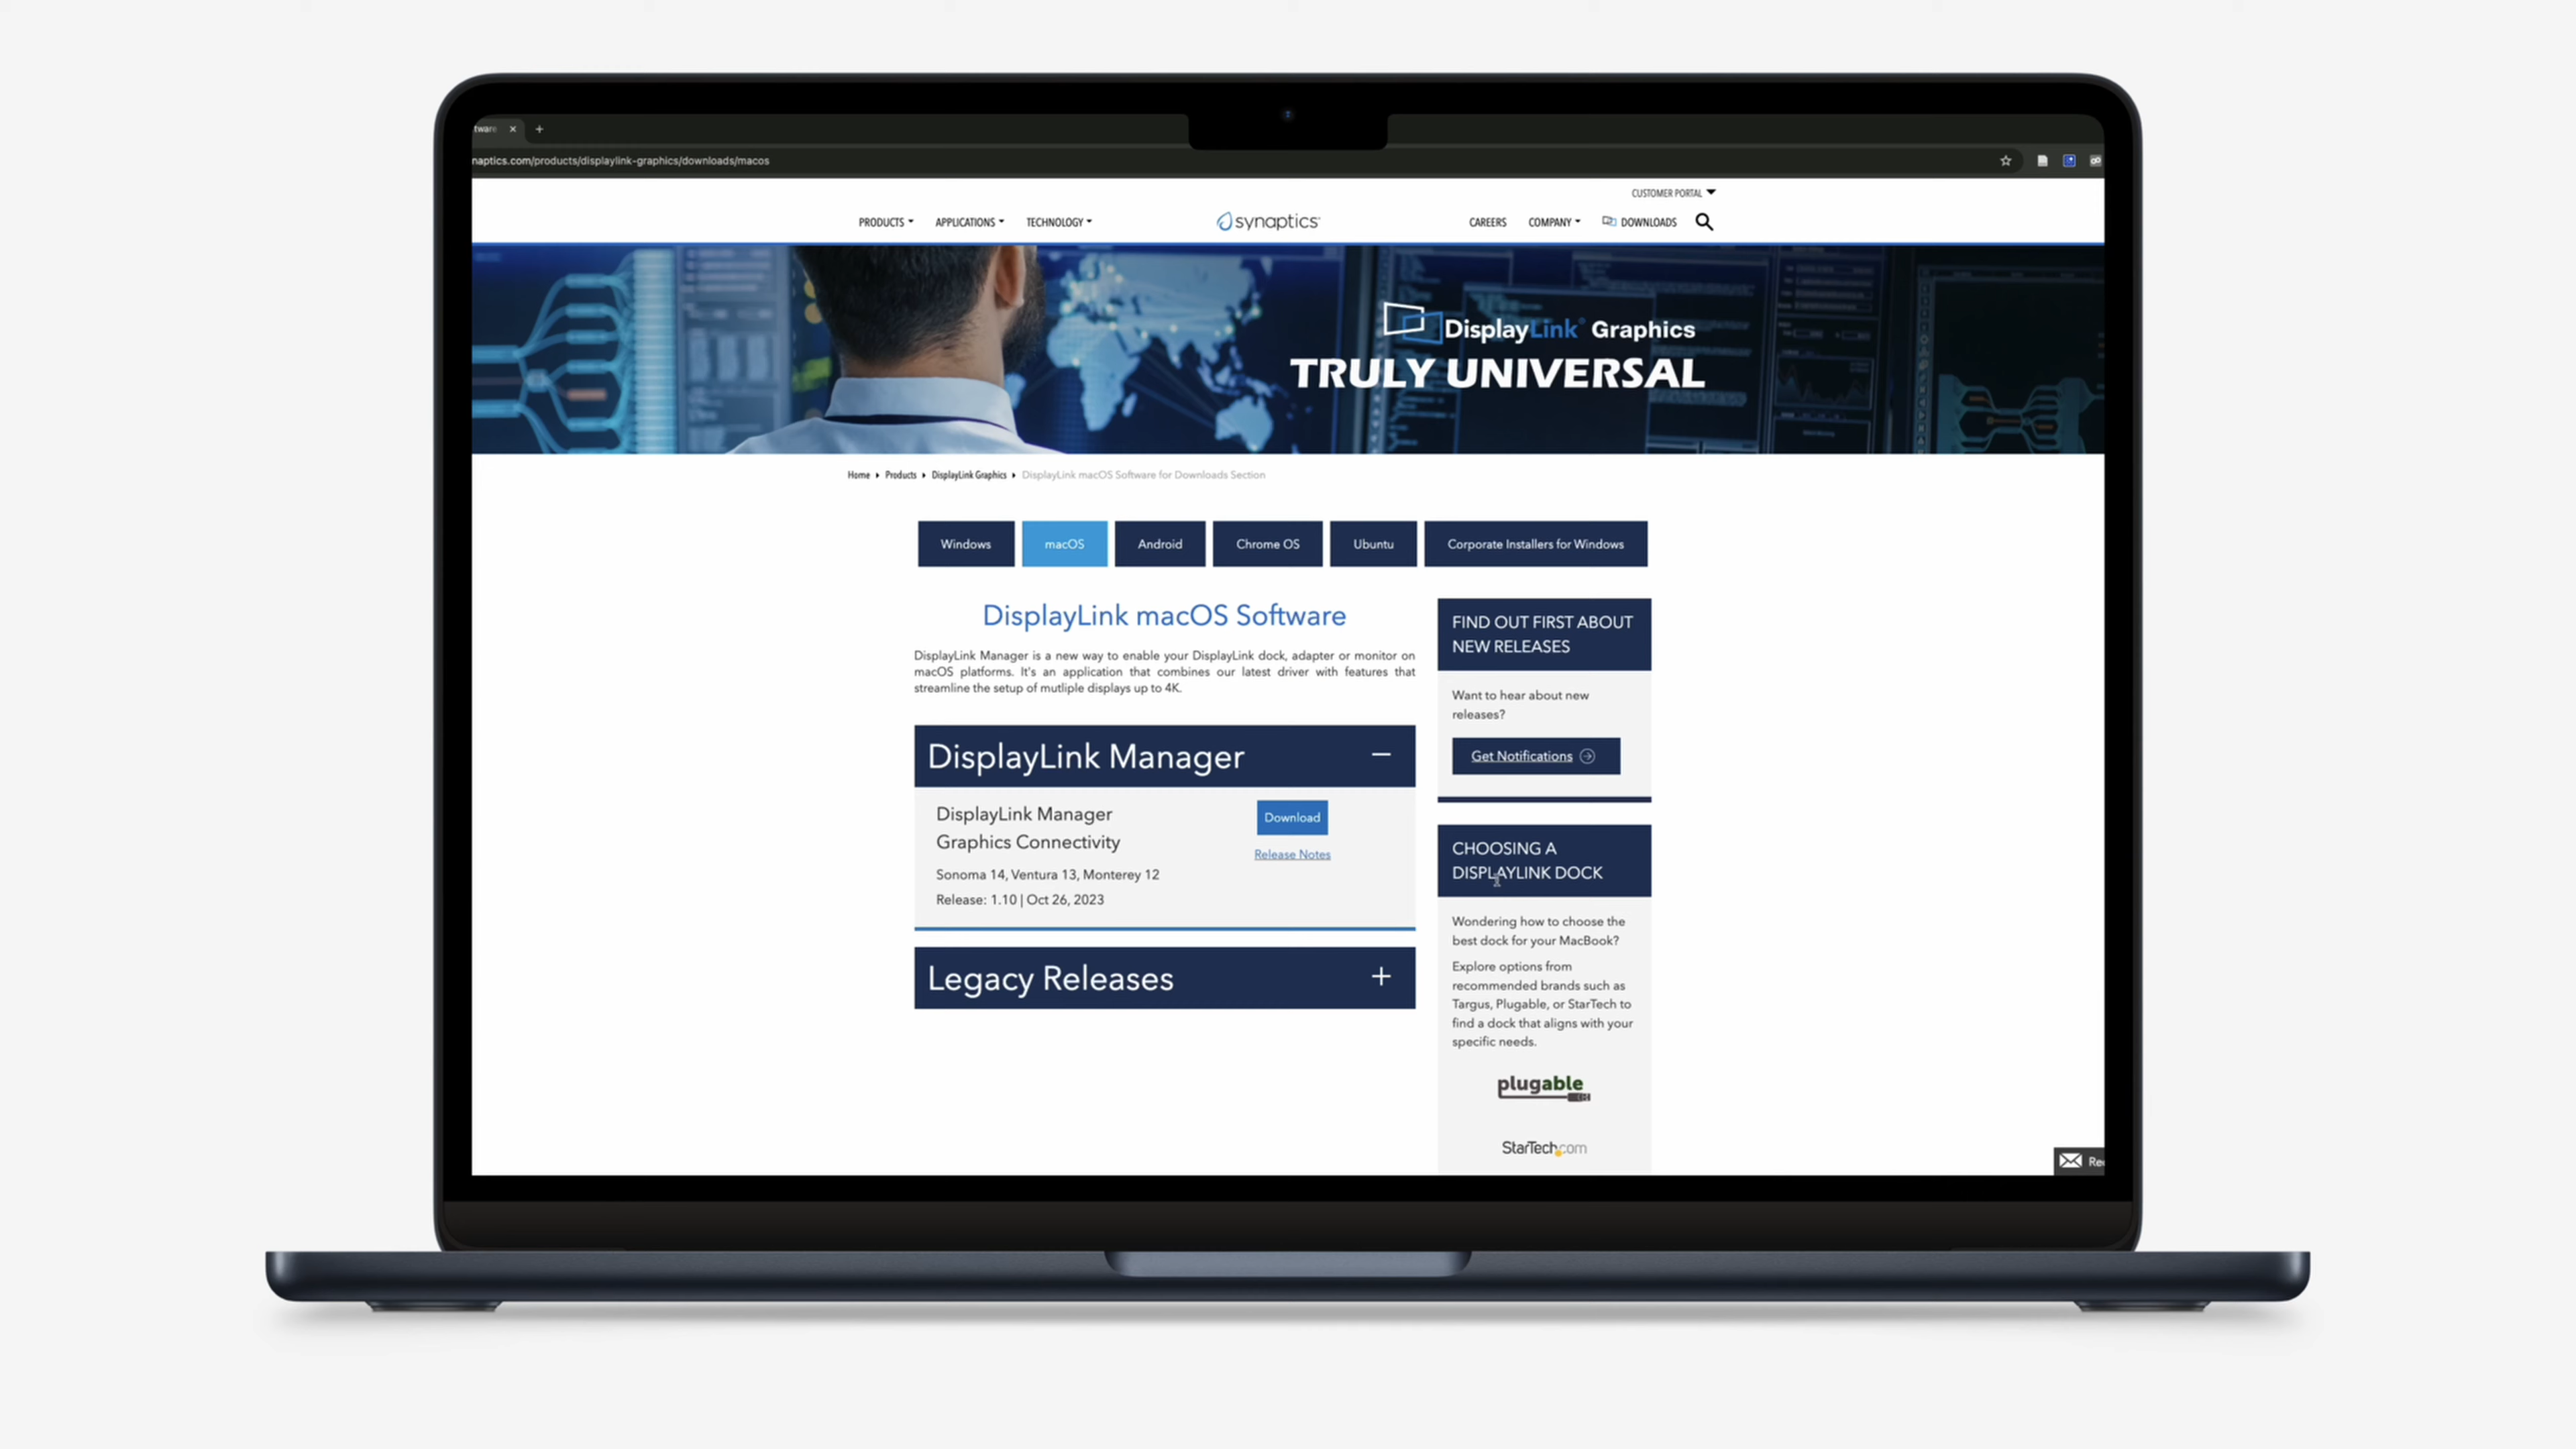 tware
naptics.com/products/displaylink-graphics/downloads/macos
CUSTOMER PORTAL
PRODUCTS APPLICATIONS TECHNOLOGY synaptics CAREERS COMPANY DOWNLOADS
DisplayLink Graphics
TRULY UNIVERSAL
Home Products DisplayLink Graphics DisplayLink macOS Software for Downloads Section
Windows macOS Android Chrome OS Ubuntu Corporate Installers for Windows
DisplayLink macOS Software
DisplayLink Manager is a new way to enable your DisplayLink dock, adapter or monitor on
macOS platforms. It's an application that combines our latest driver with features that
streamline the setup of mutliple displays up to 4K.
DisplayLink Manager
DisplayLink Manager
Graphics Connectivity
Download
Release Notes
Sonoma 14, Ventura 13, Monterey 12
Release: 1.10 | Oct 26, 2023
Legacy Releases
FIND OUT FIRST ABOUT
NEW RELEASES
Want to hear about new
releases?
Get Notifications
CHOOSING A
DISPLAYLINK DOCK
Wondering how to choose the
best dock for your MacBook?
Explore options from
recommended brands such as
Targus, Plugable, or StarTech to
find a dock that aligns with your
specific needs.
plugable
StarTech.com
Re